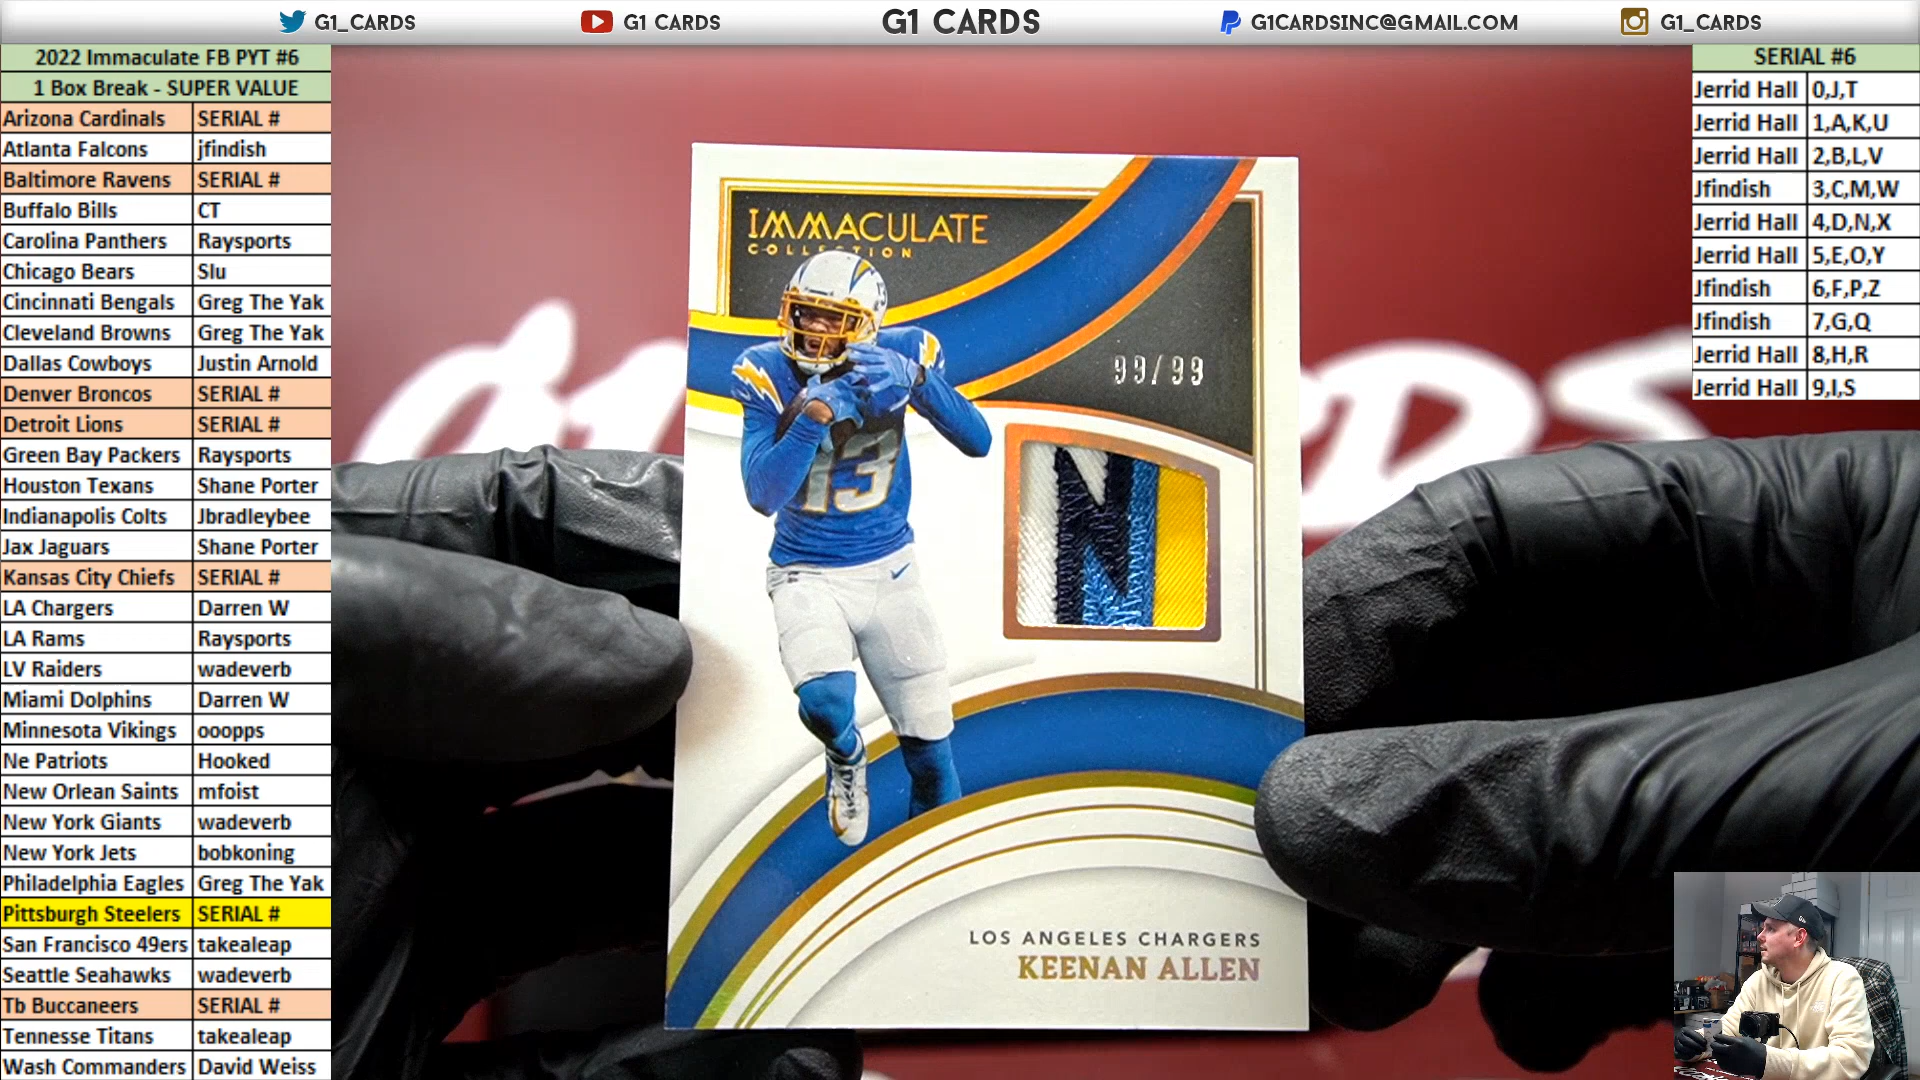 G1_CARDS
G1 CARDS
G1 CARDS
G1CARDSINC@GMAIL.COM
G1_CARDS
2022 Immaculate FB PYT #6
1 Box Break - SUPER VALUE
Arizona Cardinals SERIAL #
Atlanta Falcons jfindish
Baltimore Ravens SERIAL #
Buffalo Bills CT
Carolina Panthers Raysports
Chicago Bears Slu
Cincinnati Bengals Greg The Yak
Cleveland Browns Greg The Yak
Dallas Cowboys Justin Arnold
Denver Broncos SERIAL #
Detroit Lions SERIAL #
Green Bay Packers Raysports
Houston Texans Shane Porter
Indianapolis Colts Jbradleybee
Jax Jaguars Shane Porter
Kansas City Chiefs SERIAL #
LA Chargers Darren W
LA Rams Raysports
LV Raiders wadeverb
Miami Dolphins Darren W
Minnesota Vikings ooopps
Ne Patriots Hooked
New Orlean Saints mfoist
New York Giants wadeverb
New York Jets bobkoning
Philadelphia Eagles Greg The Yak
Pittsburgh Steelers SERIAL #
San Francisco 49ers takealeap
Seattle Seahawks wadeverb
Tb Buccaneers SERIAL #
Tennesse Titans takealeap
Wash Commanders David Weiss
IMMACULATE
COLLECTION
99/99
13
LOS ANGELES CHARGERS
KEENAN ALLEN
SERIAL #6
Jerrid Hall 0,J,T
Jerrid Hall 1,A,K,U
Jerrid Hall 2,B,L,V
Jfindish 3,C,M,W
Jerrid Hall 4,D,N,X
Jerrid Hall 5,E,O,Y
Jfindish 6,F,P,Z
Jfindish 7,G,Q
Jerrid Hall 8,H,R
Jerrid Hall 9,I,S